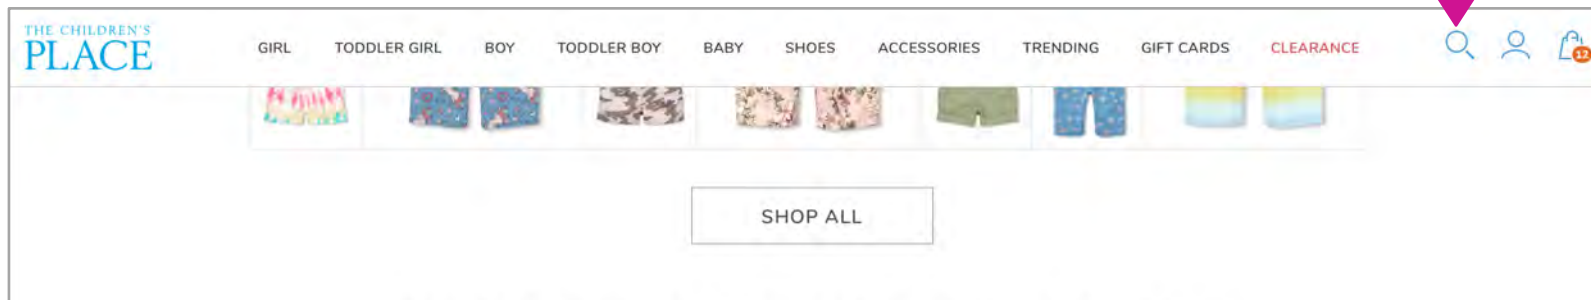 THE CHILDREN'S
PLACE
GIRL TODDLER GIRL BOY TODDLER BOY BABY SHOES ACCESSORIES TRENDING GIFT CARDS CLEARANCE
12
SHOP ALL